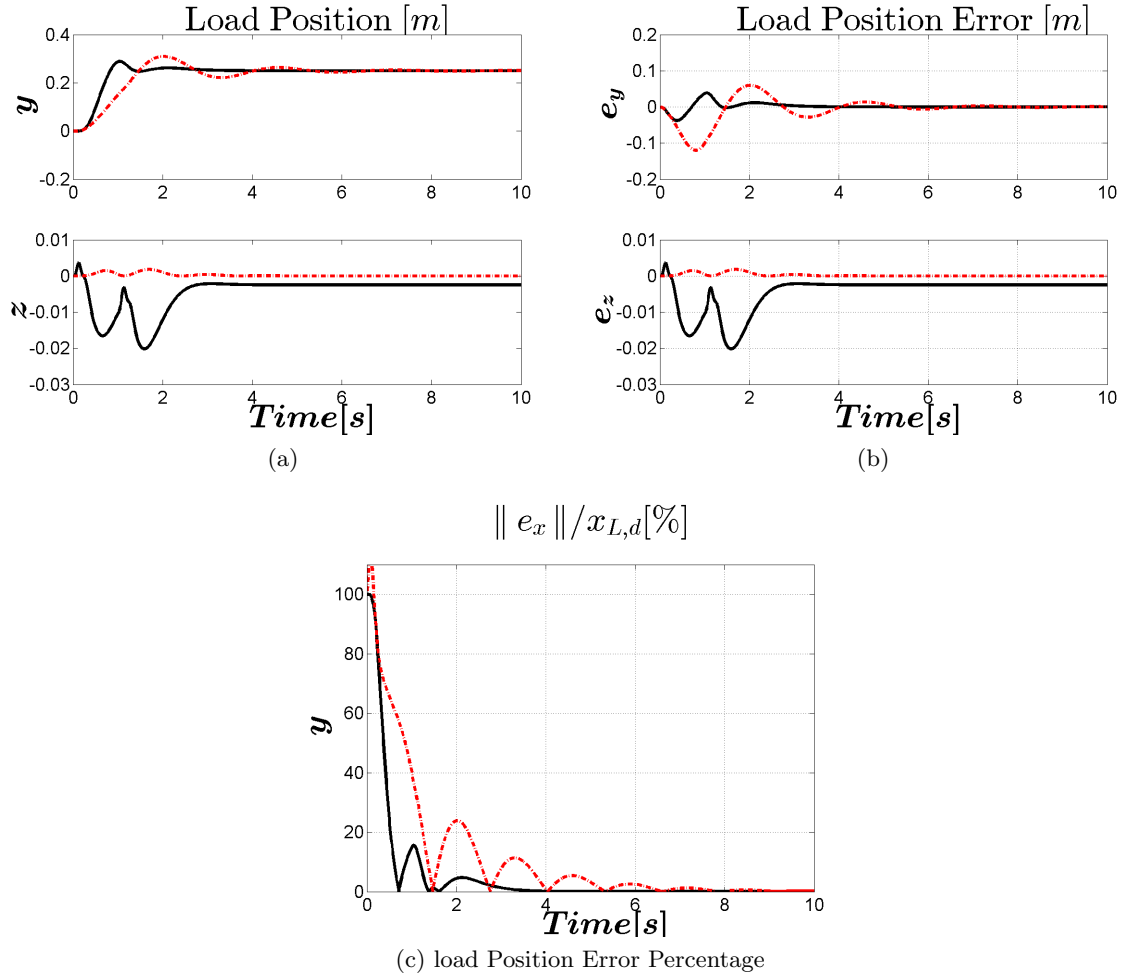 Load Position [m]
y
0.4
0.2
0
-0.2
0 2 4 6 8 10
z
0.01
0
-0.01
-0.02
-0.03
0 2 4 6 8 10
Time[s]
(a)
Load Position Error [m]
e_y
0.2
0.1
0
-0.1
-0.2
0 2 4 6 8 10
e_z
0.01
0
-0.01
-0.02
-0.03
0 2 4 6 8 10
Time[s]
(b)
‖ e_x ‖/x_{L,d}[%]
y
100
80
60
40
20
0
0 2 4 6 8 10
Time[s]
(c) load Position Error Percentage